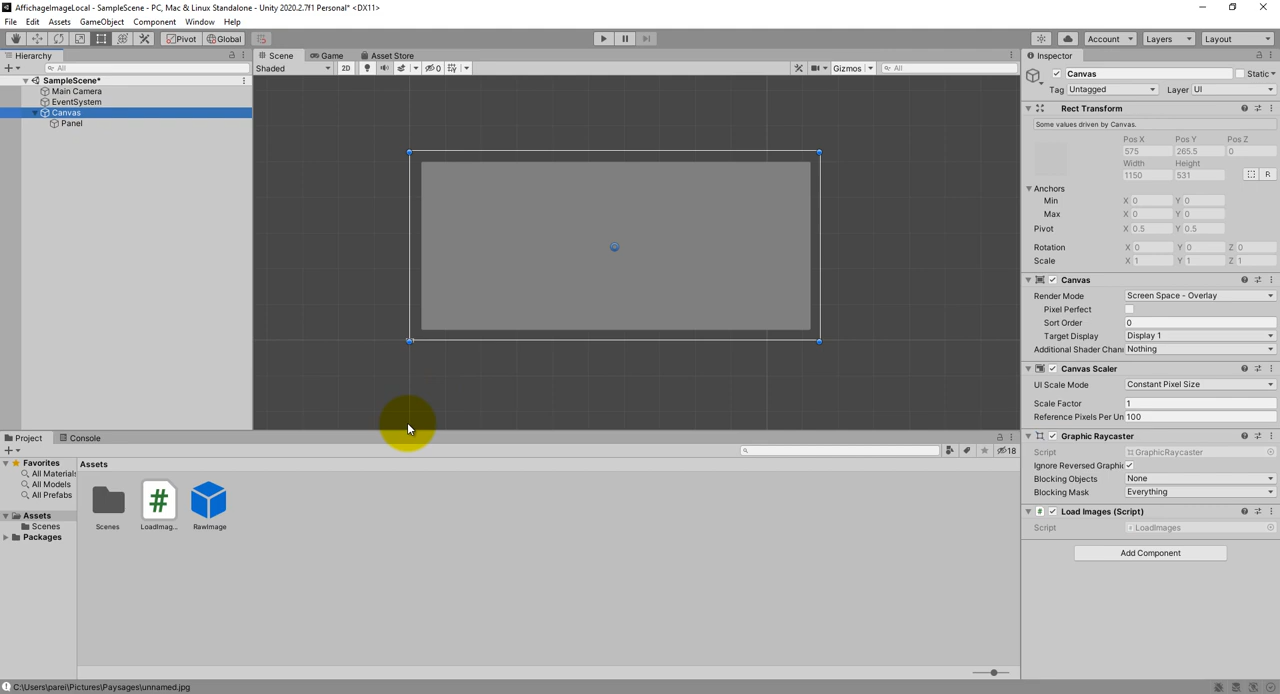 AffichageImageLocal - SampleScene - PC, Mac & Linux Standalone - Unity 2020.2.7f1 Personal* <DX11>
File Edit Assets GameObject Component Window Help
Pivot Global Account Layers Layout
Hierarchy
All
SampleScene*
Main Camera
EventSystem
Canvas
Panel
Scene Game Asset Store
Shaded 2D 0 Gizmos All
Inspector
Canvas Static
Tag Untagged Layer UI
Rect Transform
Some values driven by Canvas.
Pos X Pos Y Pos Z
575 265.5 0
Width Height
1150 531 R
Anchors
Min X 0 Y 0
Max X 0 Y 0
Pivot X 0.5 Y 0.5
Rotation X 0 Y 0 Z 0
Scale X 1 Y 1 Z 1
Canvas
Render Mode Screen Space - Overlay
Pixel Perfect
Sort Order 0
Target Display Display 1
Additional Shader Chan Nothing
Canvas Scaler
UI Scale Mode Constant Pixel Size
Scale Factor 1
Reference Pixels Per Un 100
Graphic Raycaster
Script GraphicRaycaster
Ignore Reversed Graphi
Blocking Objects None
Blocking Mask Everything
# Load Images (Script)
Script LoadImages
Add Component
Project Console
18
Favorites
All Materials
All Models
All Prefabs
Assets
Scenes
Packages
Assets
#
Scenes LoadImag... RawImage
C:\Users\parei\Pictures\Paysages\unnamed.jpg